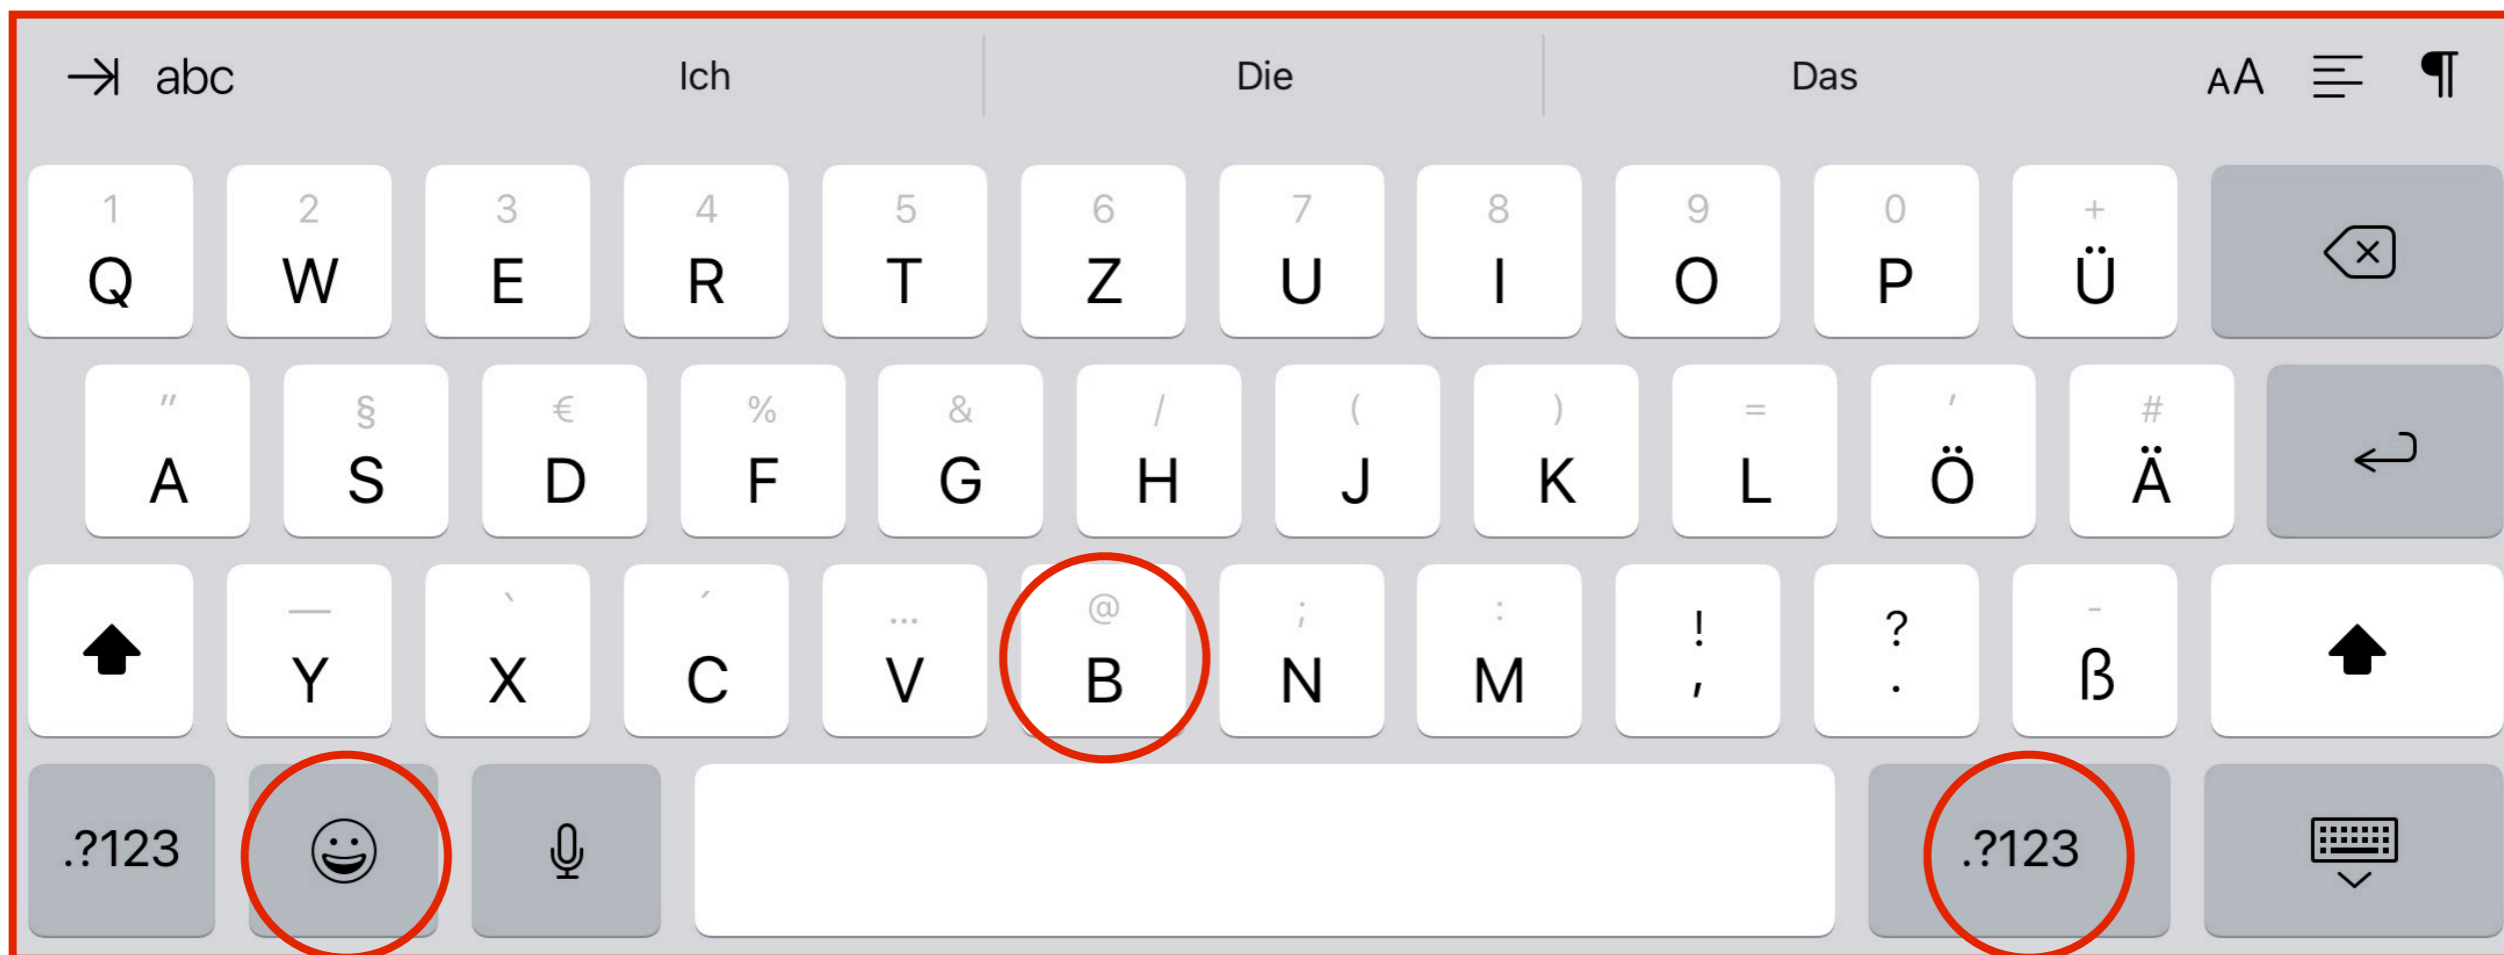 abc Ich Die Das AA ¶
1 2 3 4 5 6 7 8 9 0 +
Q W E R T Z U I O P Ü
" § € % & / ( ) = ' #
A S D F G H J K L Ö Ä
— ` ´ … @ ; : ! ? -
Y X C V B N M , . ß
.?123 .?123